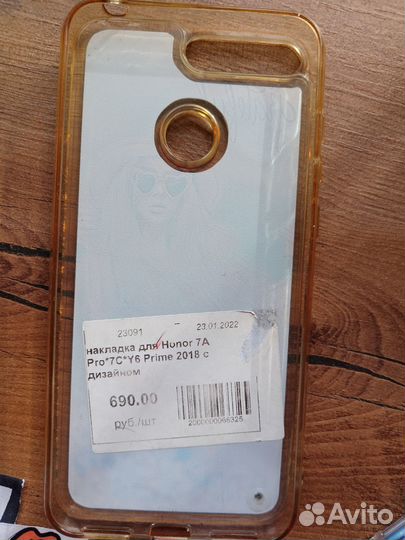 23091 23.01.2022
накладка для Honor 7A
Pro*7C*Y6 Prime 2018 с
дизайном
690.00
руб./шт
2000000066325
Avito